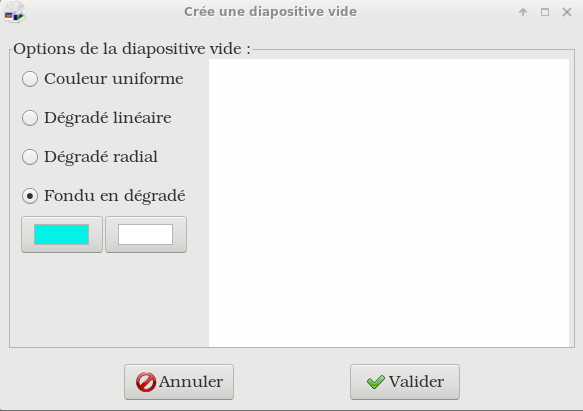 Crée une diapositive vide
Options de la diapositive vide :
Couleur uniforme
Dégradé linéaire
Dégradé radial
Fondu en dégradé
Annuler
Valider